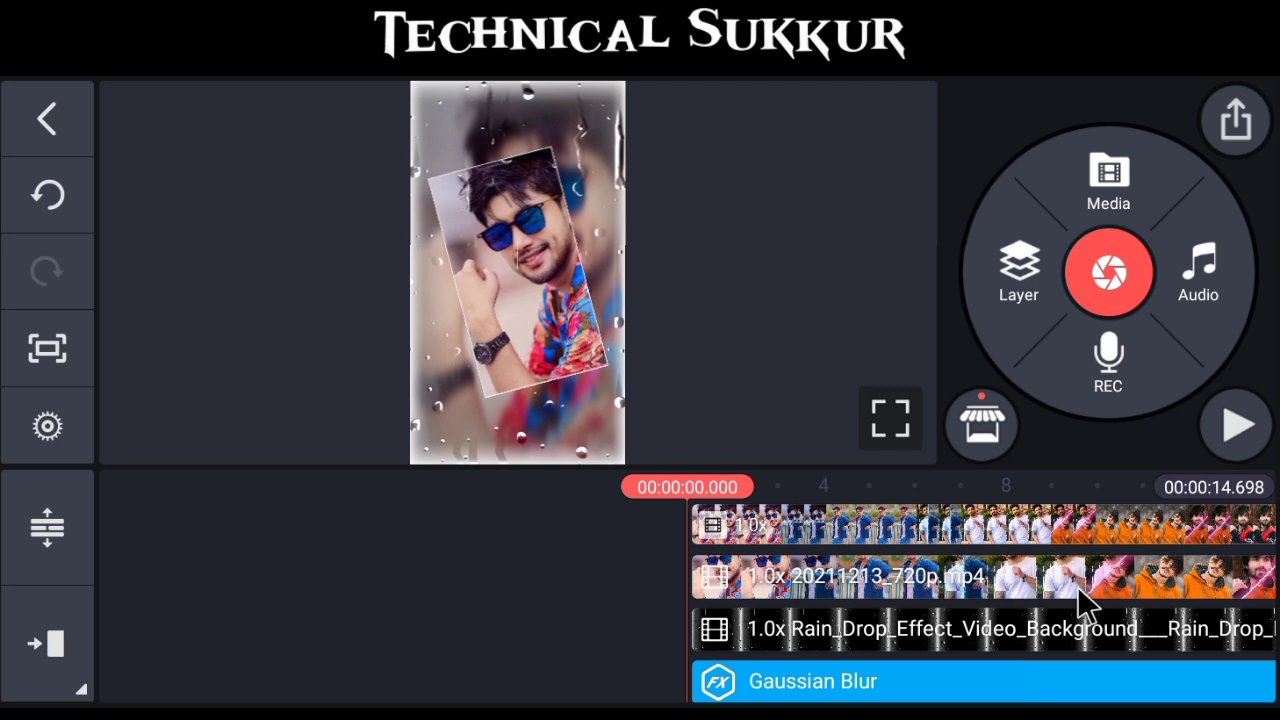 TECHNICAL SUKKUR
Media
Layer
Audio
REC
00:00:00.000
4
8
00:00:14.698
1.0x
1.0x 20211213_720p.mp4
1.0x Rain_Drop_Effect_Video_Background___Rain_Drop_
FX
Gaussian Blur